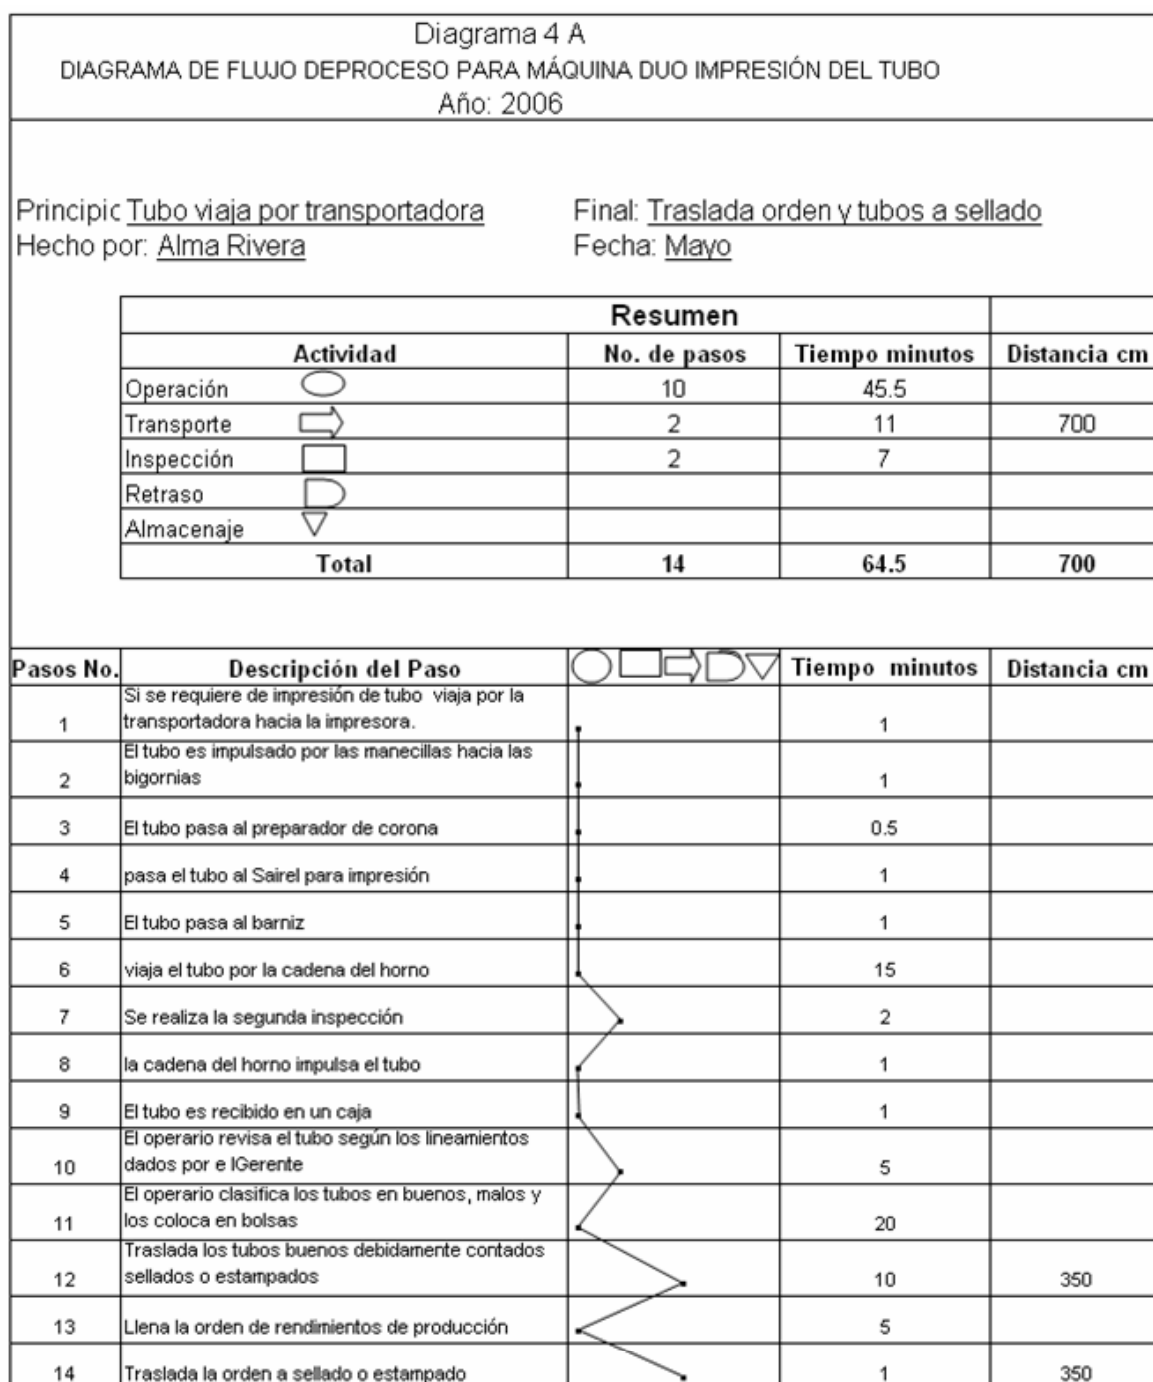 Diagrama 4 A
DIAGRAMA DE FLUJO DEPROCESO PARA MÁQUINA DUO IMPRESIÓN DEL TUBO
Año: 2006
Principic Tubo viaja por transportadora Final: Traslada orden y tubos a sellado
Hecho por: Alma Rivera Fecha: Mayo
Resumen
Actividad No. de pasos Tiempo minutos Distancia cm
Operación 10 45.5
Transporte 2 11 700
Inspección 2 7
Retraso
Almacenaje
Total 14 64.5 700
Pasos No. Descripción del Paso Tiempo minutos Distancia cm
Si se requiere de impresión de tubo viaja por la
1 transportadora hacia la impresora. 1
El tubo es impulsado por las manecillas hacia las
2 bigornias 1
3 El tubo pasa al preparador de corona 0.5
4 pasa el tubo al Sairel para impresión 1
5 El tubo pasa al barniz 1
6 viaja el tubo por la cadena del horno 15
7 Se realiza la segunda inspección 2
8 la cadena del horno impulsa el tubo 1
9 El tubo es recibido en un caja 1
El operario revisa el tubo según los lineamientos
10 dados por e lGerente 5
El operario clasifica los tubos en buenos, malos y
11 los coloca en bolsas 20
Traslada los tubos buenos debidamente contados
12 sellados o estampados 10 350
13 Llena la orden de rendimientos de producción 5
14 Traslada la orden a sellado o estampado 1 350